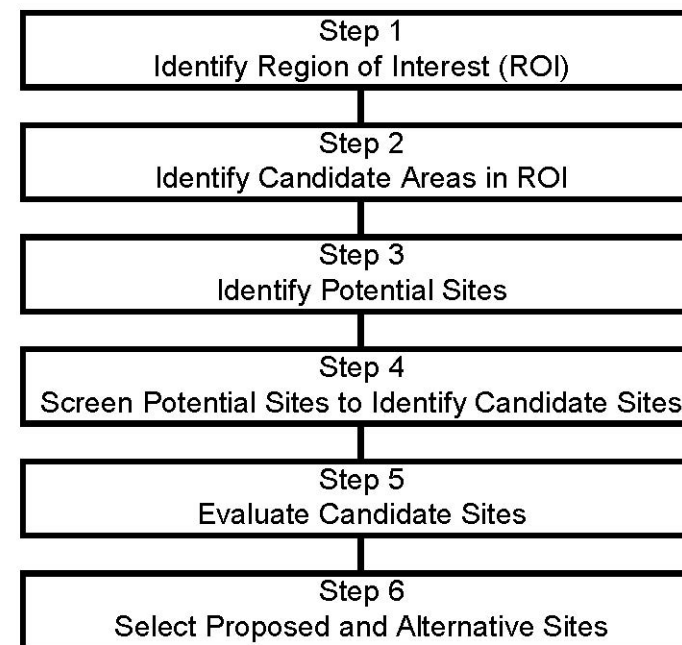 Step 1
Identify Region of Interest (ROI)
Step 2
Identify Candidate Areas in ROI
Step 3
Identify Potential Sites
Step 4
Screen Potential Sites to Identify Candidate Sites
Step 5
Evaluate Candidate Sites
Step 6
Select Proposed and Alternative Sites